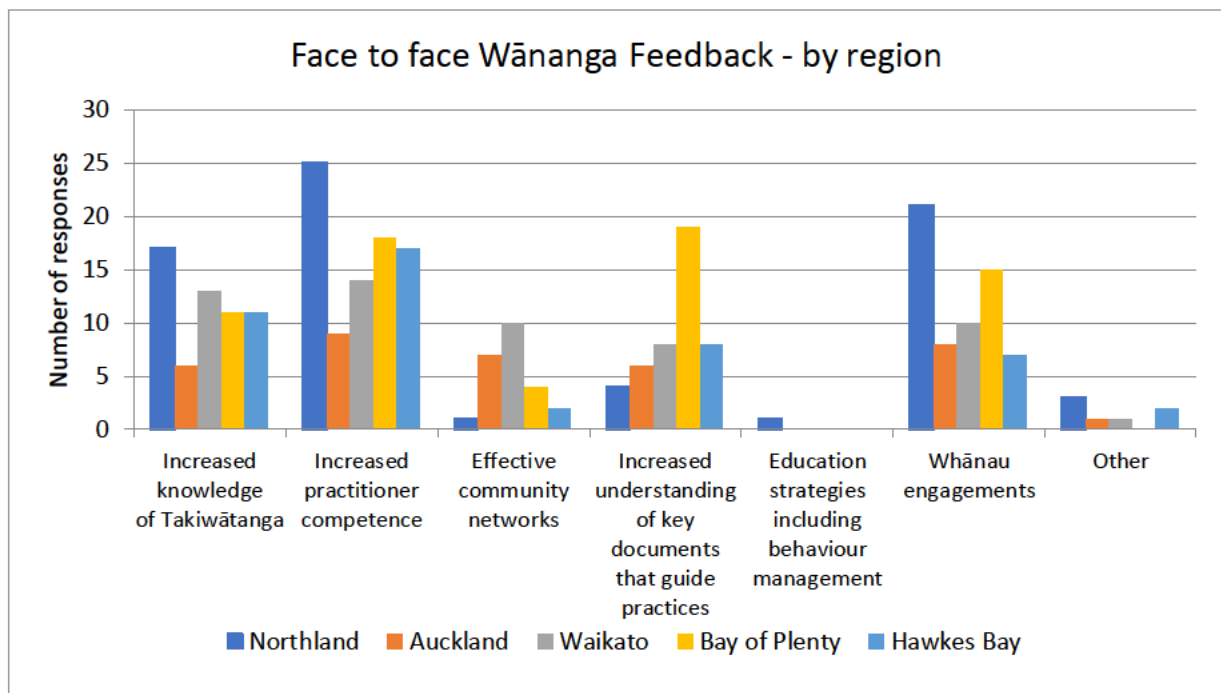 Face to face Wānanga Feedback - by region
Number of responses
30
25
20
15
10
5
0
Increased knowledge of Takiwātanga
Increased practitioner competence
Effective community networks
Increased understanding of key documents that guide practices
Education strategies including behaviour management
Whānau engagements
Other
Northland Auckland Waikato Bay of Plenty Hawkes Bay